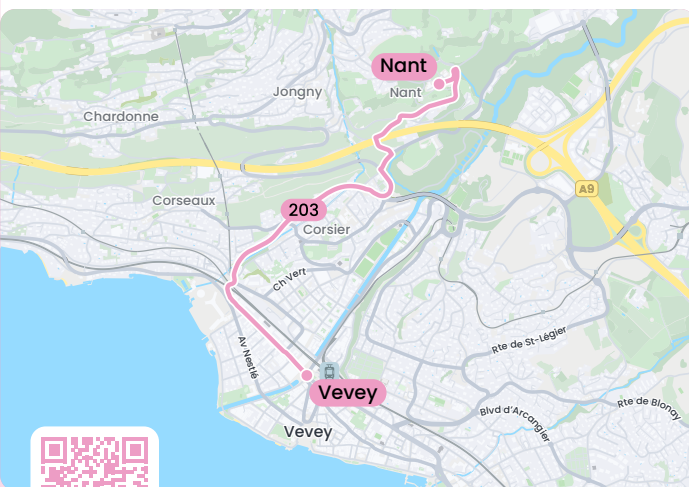 Nant
Nant
Jongny
Chardonne
A9
Corseaux
203
Corsier
Ch Vert
Av Nestlé
Rte de St-Légier
Vevey
Rte de Blonay
Blvd d'Arcangier
Vevey